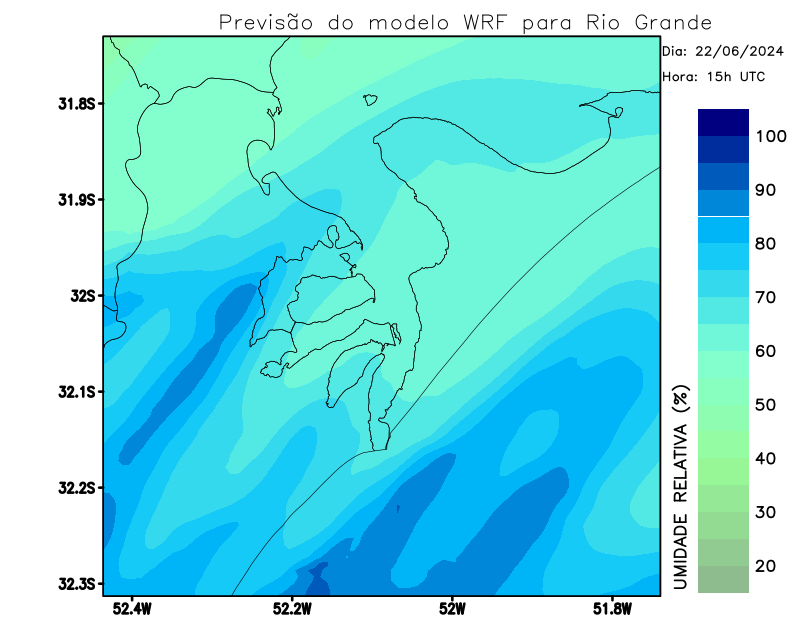 Previsão do modelo WRF para Rio Grande
Dia: 22/06/2024
Hora: 15h UTC
31.8S
31.9S
32S
32.1S
32.2S
32.3S
52.4W
52.2W
52W
51.8W
100
90
80
70
60
50
40
30
20
UMIDADE RELATIVA (%)